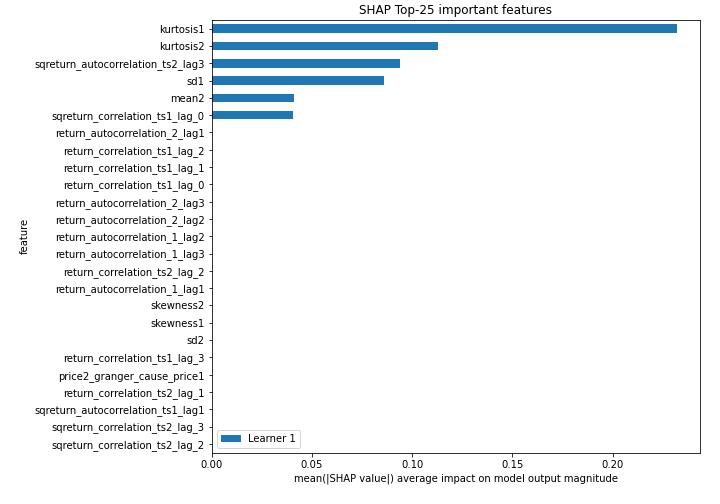 SHAP Top-25 important features
kurtosis1
kurtosis2
sqreturn_autocorrelation_ts2_lag3
sd1
mean2
sqreturn_correlation_ts1_lag_0
return_autocorrelation_2_lag1
return_correlation_ts1_lag_2
return_correlation_ts1_lag_1
return_correlation_ts1_lag_0
return_autocorrelation_2_lag3
return_autocorrelation_2_lag2
return_autocorrelation_1_lag2
return_autocorrelation_1_lag3
return_correlation_ts2_lag_2
return_autocorrelation_1_lag1
skewness2
skewness1
sd2
return_correlation_ts1_lag_3
price2_granger_cause_price1
return_correlation_ts2_lag_1
sqreturn_autocorrelation_ts1_lag1
sqreturn_correlation_ts2_lag_3
sqreturn_correlation_ts2_lag_2
feature
Learner 1
0.00 0.05 0.10 0.15 0.20
mean(|SHAP value|) average impact on model output magnitude